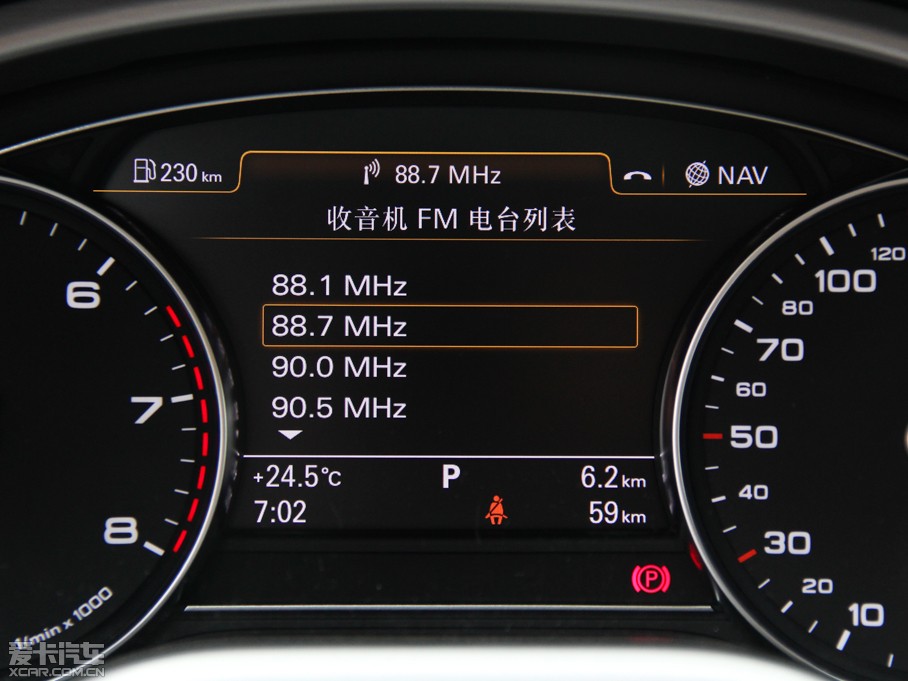 230 km
88.7 MHz
NAV
收音机 FM 电台列表
88.1 MHz
88.7 MHz
90.0 MHz
90.5 MHz
+24.5°C
P
6.2 km
7:02
59 km
P
6
7
8
1/min x 1000
120
100
80
70
60
50
40
30
20
10
爱卡汽车
XCAR.COM.CN